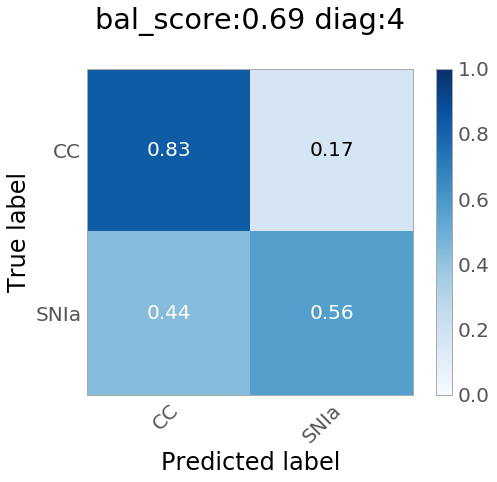 bal_score:0.69 diag:4
True label
CC
0.83
0.17
SNIa
0.44
0.56
CC
SNIa
Predicted label
1.0
0.8
0.6
0.4
0.2
0.0